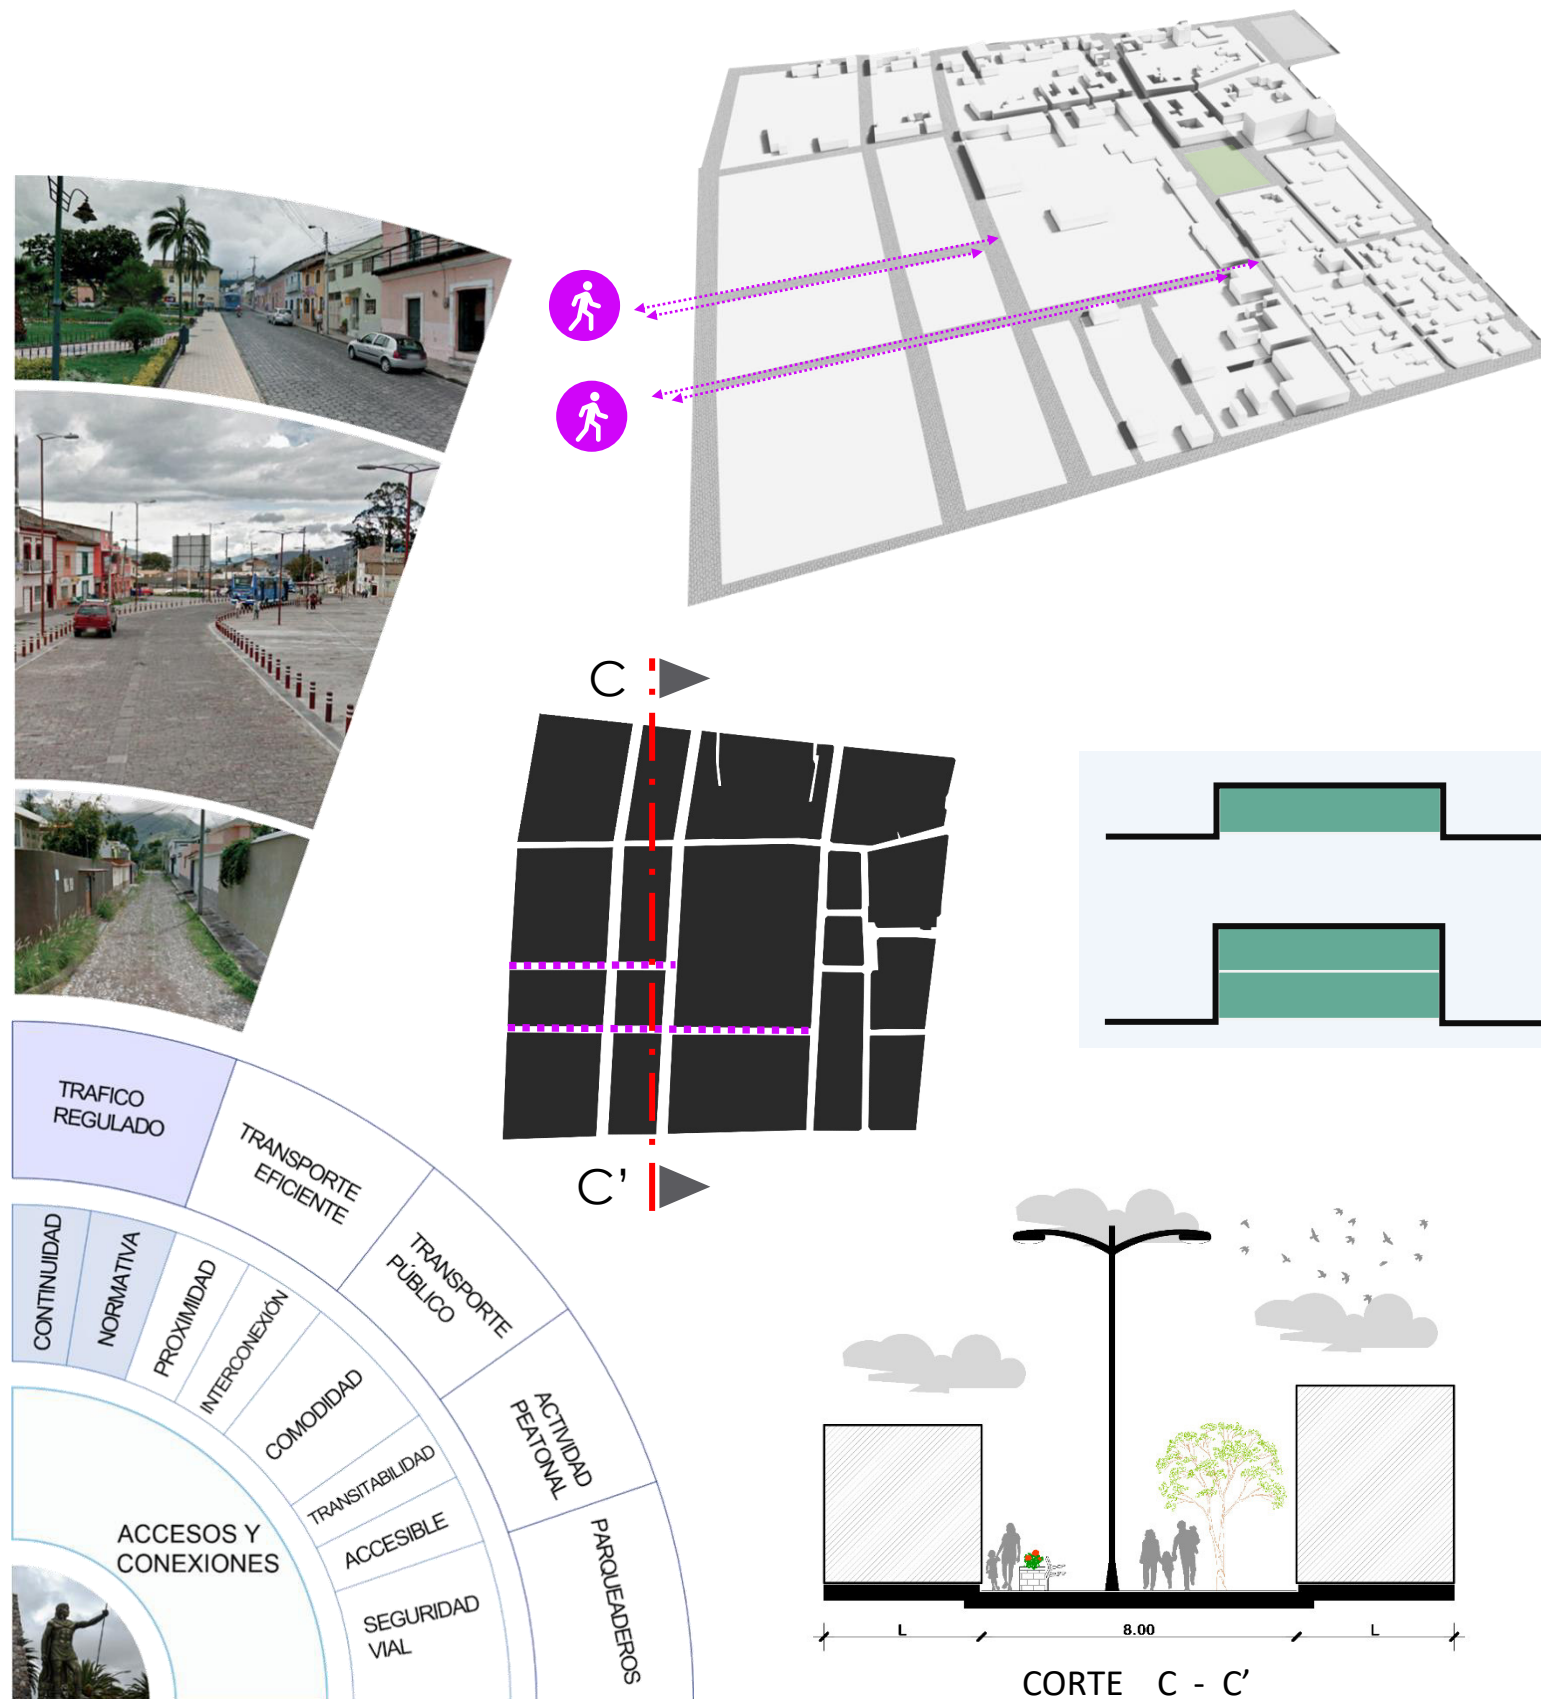 C
C'
TRAFICO
REGULADO
TRANSPORTE
EFICIENTE
TRANSPORTE
PÚBLICO
ACTIVIDAD
PEATONAL
PARQUEADEROS
CONTINUIDAD
NORMATIVA
PROXIMIDAD
INTERCONEXIÓN
COMODIDAD
TRANSITABILIDAD
ACCESIBLE
SEGURIDAD
VIAL
ACCESOS Y
CONEXIONES
L
8.00
L
CORTE C - C'